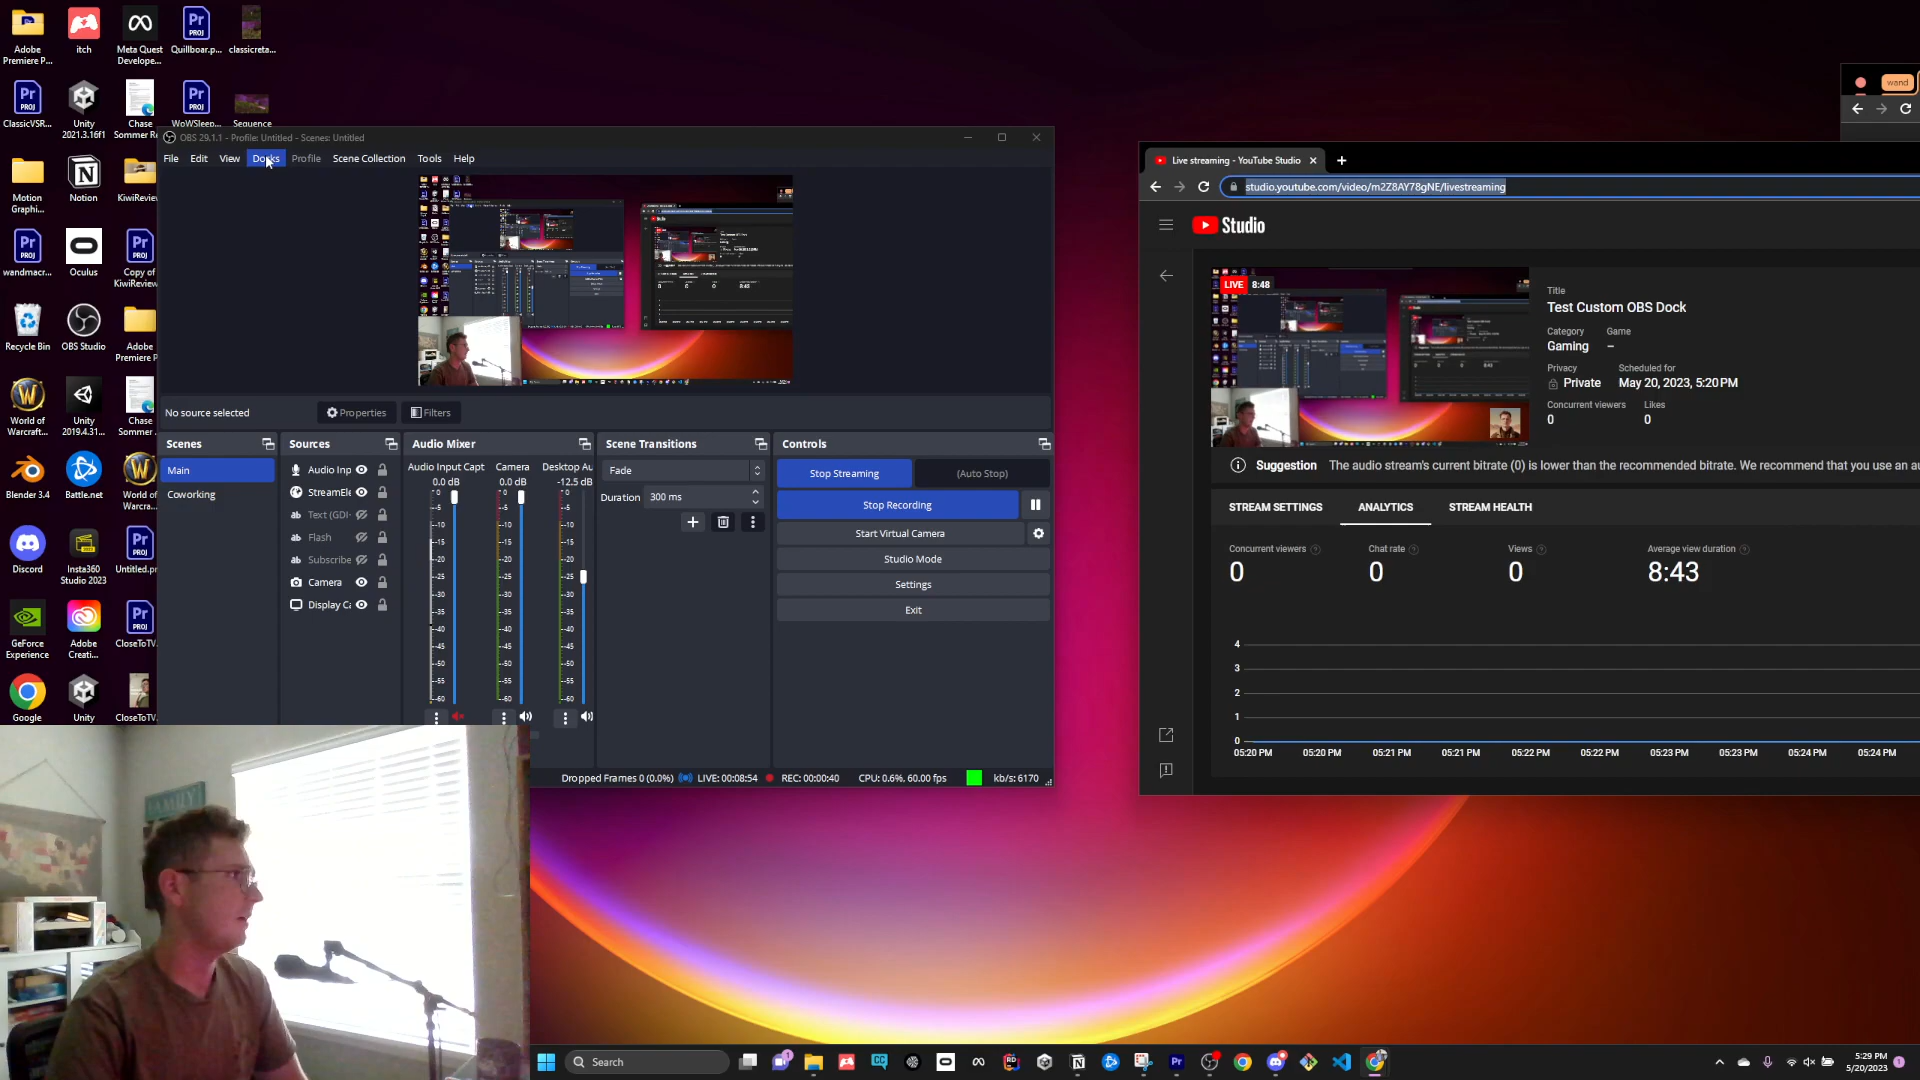 Adobe Premiere P...
itch
Meta Quest Develope...
Quillboar.p...
classicreta...
ClassicVSR...
Unity 2021.3.16f1
Chase Sommer R
WoWSleep...
Sequence
Motion Graphi...
Notion
KiwiRevie
wandmacr...
Oculus
Copy of KiwiReview
Recycle Bin
OBS Studio
Adobe Premiere P
World of Warcraft...
Unity 2019.4.31...
Chase Sommer
Blender 3.4
Battle.net
World of Warcra...
Discord
Insta360 Studio 2023
Untitled.pr
GeForce Experience
Adobe Creati...
CloseToTV
Google
Unity
CloseToTV
OBS 29.1.1 - Profile: Untitled - Scenes: Untitled
File Edit View Docks Profile Scene Collection Tools Help
No source selected
Properties
Filters
Scenes
Main
Coworking
Sources
Audio Inp
StreamEle
Text (GDI
Flash
Subscribe
Camera
Display Ca
Audio Mixer
Audio Input Capt
0.0 dB
Camera
0.0 dB
Desktop Au
-12.5 dB
Scene Transitions
Fade
Duration 300 ms
Controls
Stop Streaming
(Auto Stop)
Stop Recording
Start Virtual Camera
Studio Mode
Settings
Exit
Dropped Frames 0 (0.0%) LIVE: 00:08:54 REC: 00:00:40 CPU: 0.6%, 60.00 fps kb/s: 6170
wand
Live streaming - YouTube Studio
studio.youtube.com/video/m2Z8AY78gNE/livestreaming
Studio
LIVE 8:48
Title
Test Custom OBS Dock
Category Game
Gaming –
Privacy Scheduled for
Private May 20, 2023, 5:20 PM
Concurrent viewers Likes
0 0
Suggestion The audio stream's current bitrate (0) is lower than the recommended bitrate. We recommend that you use an au
STREAM SETTINGS ANALYTICS STREAM HEALTH
Concurrent viewers Chat rate Views Average view duration
0 0 0 8:43
4
3
2
1
0
05:20 PM 05:20 PM 05:21 PM 05:21 PM 05:22 PM 05:22 PM 05:23 PM 05:23 PM 05:24 PM 05:24 PM
FAMILY
Search
5:29 PM
5/20/2023